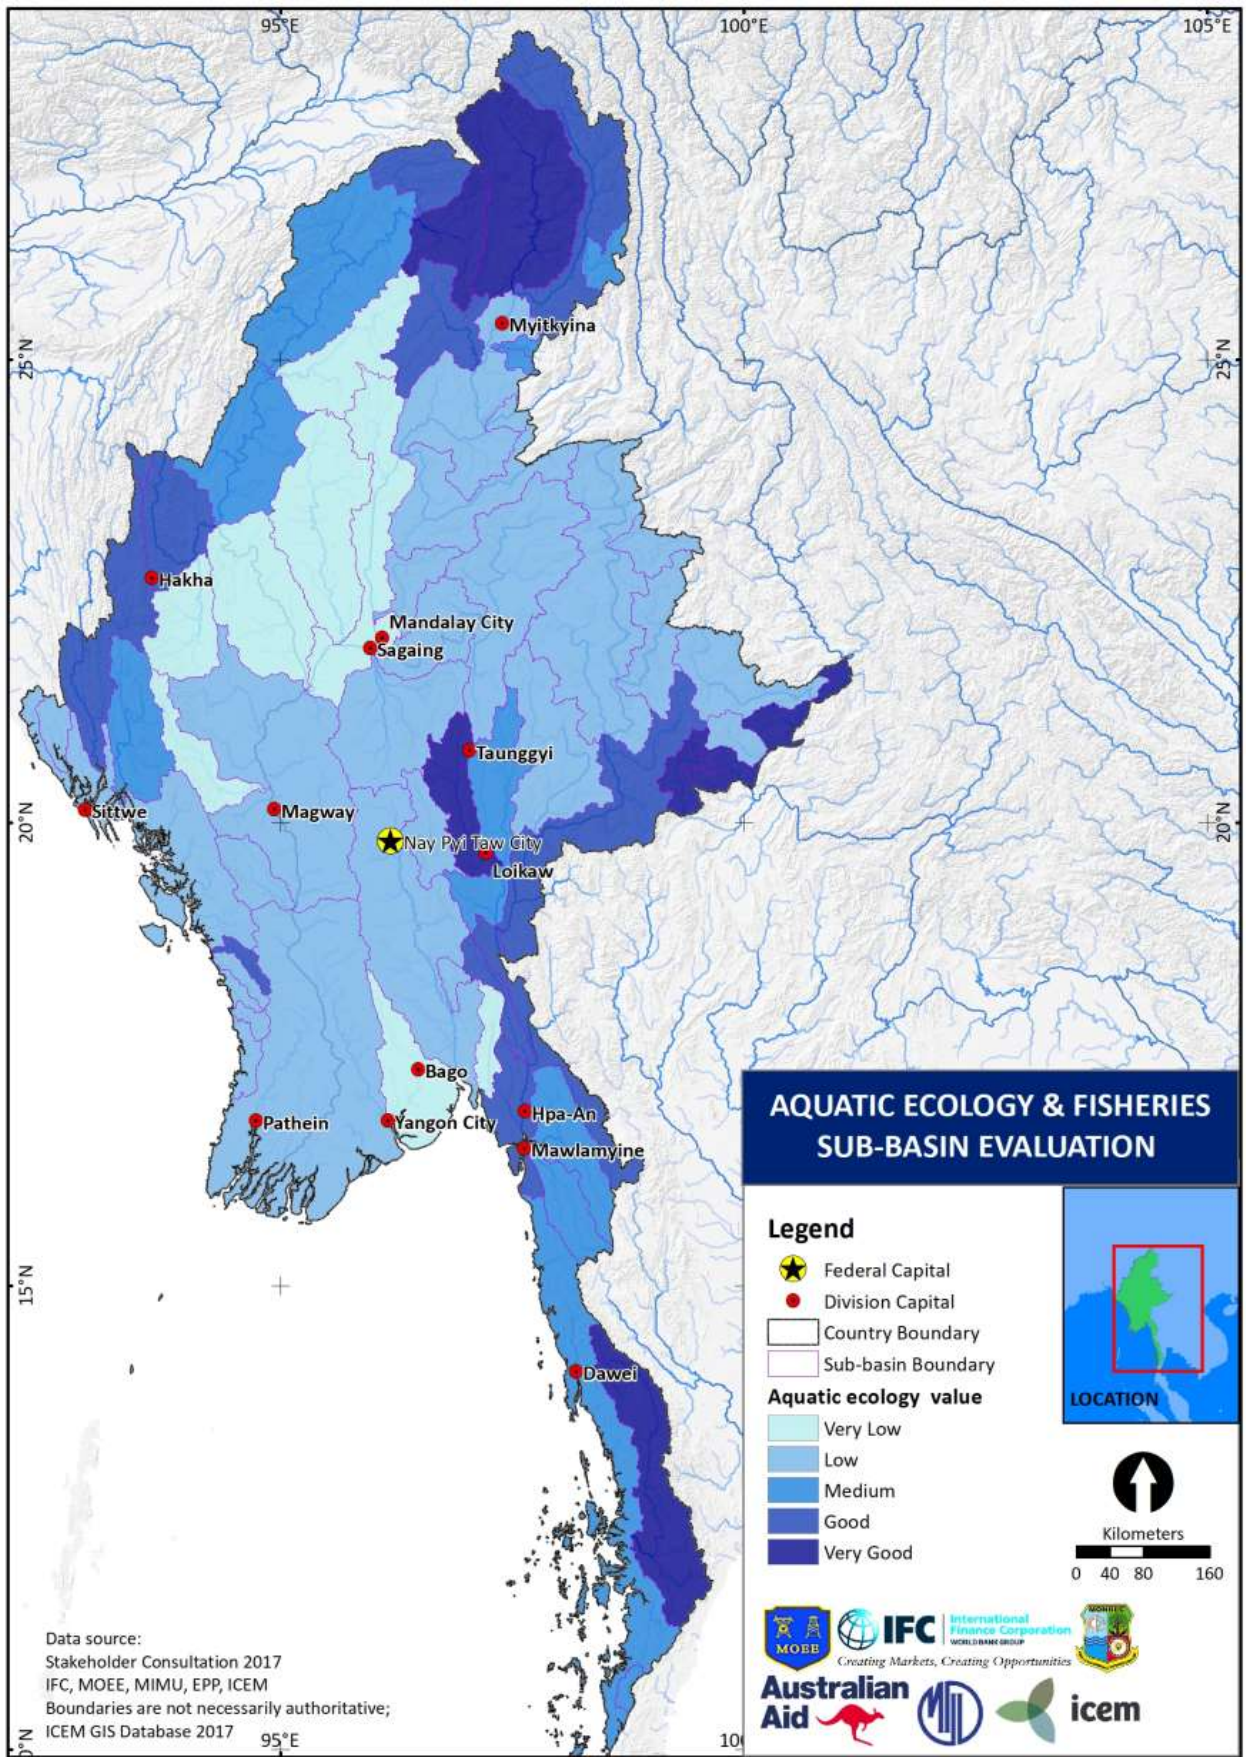 95°E
100°E
105°E
25°N
25°N
20°N
20°N
15°N
Myitkyina
Hakha
Mandalay City
Sagaing
Taunggyi
Sittwe
Magway
Nay Pyi Taw City
Loikaw
Bago
Pathein
Yangon City
Hpa-An
Mawlamyine
Dawei
AQUATIC ECOLOGY & FISHERIES
SUB-BASIN EVALUATION
Legend
Federal Capital
Division Capital
Country Boundary
Sub-basin Boundary
Aquatic ecology value
Very Low
Low
Medium
Good
Very Good
LOCATION
Kilometers
0 40 80 160
MOEE
IFC
International
Finance Corporation
WORLD BANK GROUP
Creating Markets, Creating Opportunities
Australian
Aid
icem
Data source:
Stakeholder Consultation 2017
IFC, MOEE, MIMU, EPP, ICEM
Boundaries are not necessarily authoritative;
ICEM GIS Database 2017
95°E